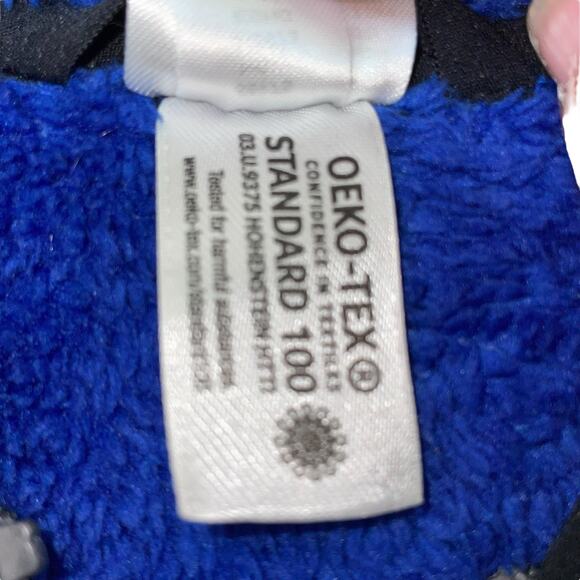 OEKO-TEX®
CONFIDENCE IN TEXTILES
STANDARD 100
03.U.9375 HOHENSTEIN HTTI
Tested for harmful substances
www.oeko-tex.com/standard100